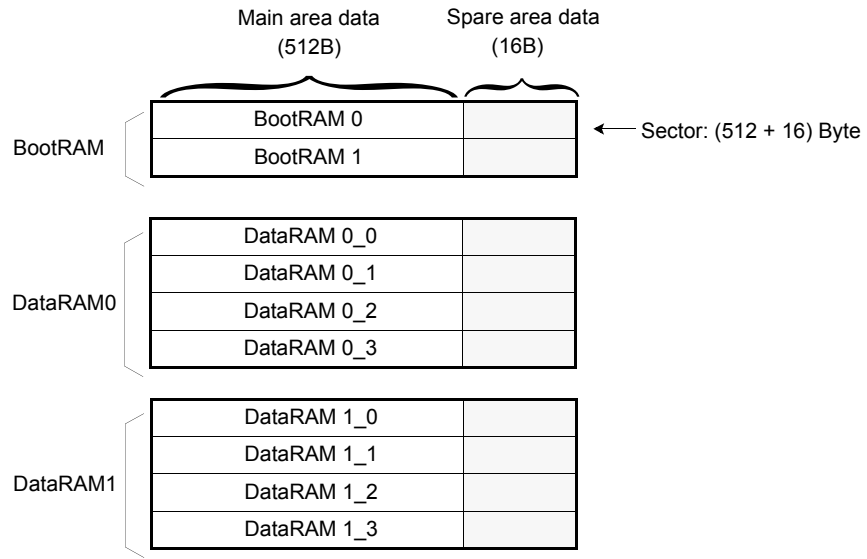 Main area data
(512B)
Spare area data
(16B)
BootRAM
BootRAM 0
BootRAM 1
Sector: (512 + 16) Byte
DataRAM0
DataRAM 0_0
DataRAM 0_1
DataRAM 0_2
DataRAM 0_3
DataRAM1
DataRAM 1_0
DataRAM 1_1
DataRAM 1_2
DataRAM 1_3